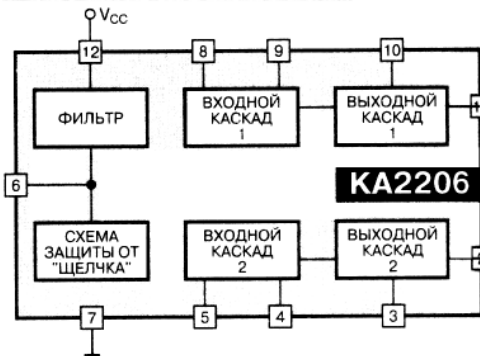 VCC
12
8
9
10
ФИЛЬТР
ВХОДНОЙ
КАСКАД
1
ВЫХОДНОЙ
КАСКАД
1
6
KA2206
СХЕМА
ЗАЩИТЫ ОТ
"ЩЕЛЧКА"
ВХОДНОЙ
КАСКАД
2
ВЫХОДНОЙ
КАСКАД
2
7
5
4
3